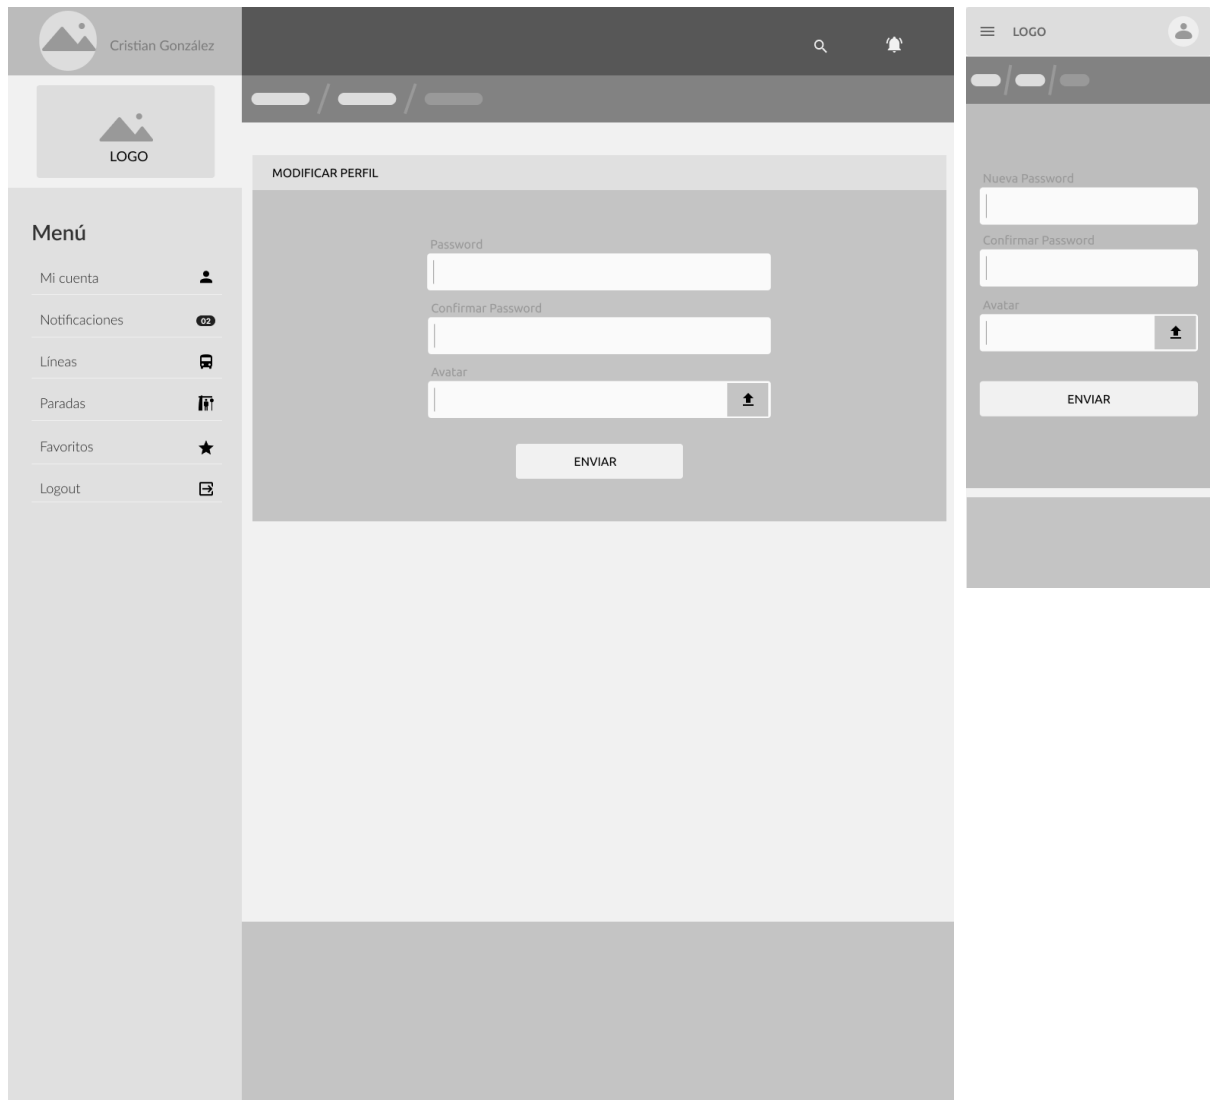 Cristian González
LOGO
Menú
Mi cuenta
Notificaciones 02
Líneas
Paradas
Favoritos
Logout
MODIFICAR PERFIL
Password
Confirmar Password
Avatar
ENVIAR
LOGO
Nueva Password
Confirmar Password
Avatar
ENVIAR